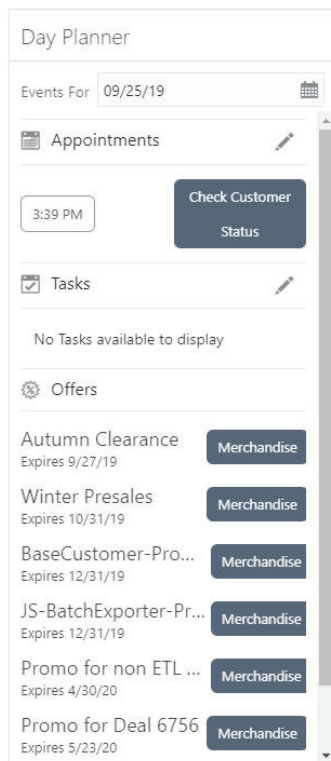 Day Planner
Events For 09/25/19
Appointments
3:39 PM
Check Customer
Status
Tasks
No Tasks available to display
Offers
Autumn Clearance
Expires 9/27/19
Merchandise
Winter Presales
Expires 10/31/19
Merchandise
BaseCustomer-Pro...
Expires 12/31/19
Merchandise
JS-BatchExporter-Pr...
Expires 12/31/19
Merchandise
Promo for non ETL ...
Expires 4/30/20
Merchandise
Promo for Deal 6756
Expires 5/23/20
Merchandise